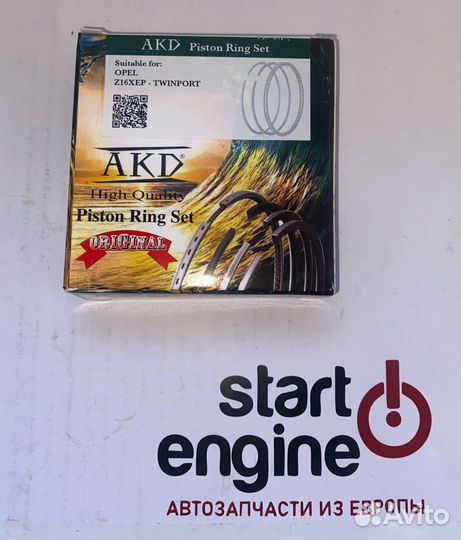 AKD Piston Ring Set
Suitable for:
OPEL
Z16XEP - TWINPORT
AKD®
High-Quality
Piston Ring Set
ORIGINAL
start
engine
АВТОЗАПЧАСТИ ИЗ ЕВРОПЫ
Avito